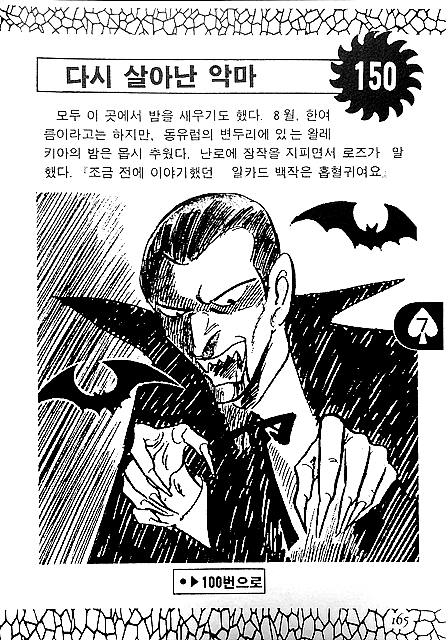 다시 살아난 악마
150
모두 이 곳에서 밤을 새우기도 했다. 8월, 한여
름이라고는 하지만, 동유럽의 변두리에 있는 왈레
키아의 밤은 몹시 추웠다. 난로에 장작을 지피면서 로즈가 말
했다. 『조금 전에 이야기했던 알카드 백작은 흡혈귀여요』
7
●▶100번으로
165